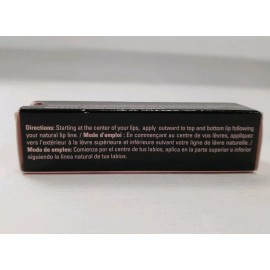 Directions: Starting at the center of your lips, apply outward to top and bottom lip following
your natural lip line. / Mode d'emploi : En commençant au centre de vos lèvres, appliquez
vers l'extérieur à la lèvre supérieure et inférieure suivant votre ligne de lèvre naturelle. /
Modo de empleo: Comienza por el centro de tus labios, aplica en la parte superior e inferior
siguiendo la línea natural de tus labios.